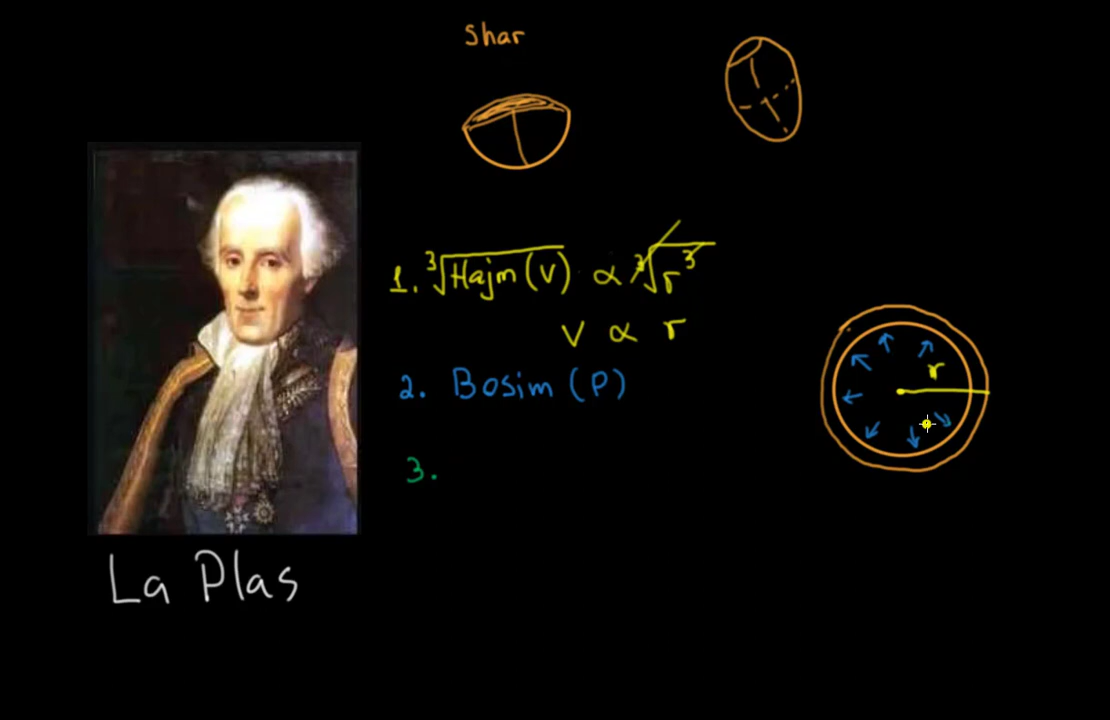 Shar
1. ∛Hajm (V) ∝ ∛r³
V ∝ r
2. Bosim (P)
r
3.
La Plas